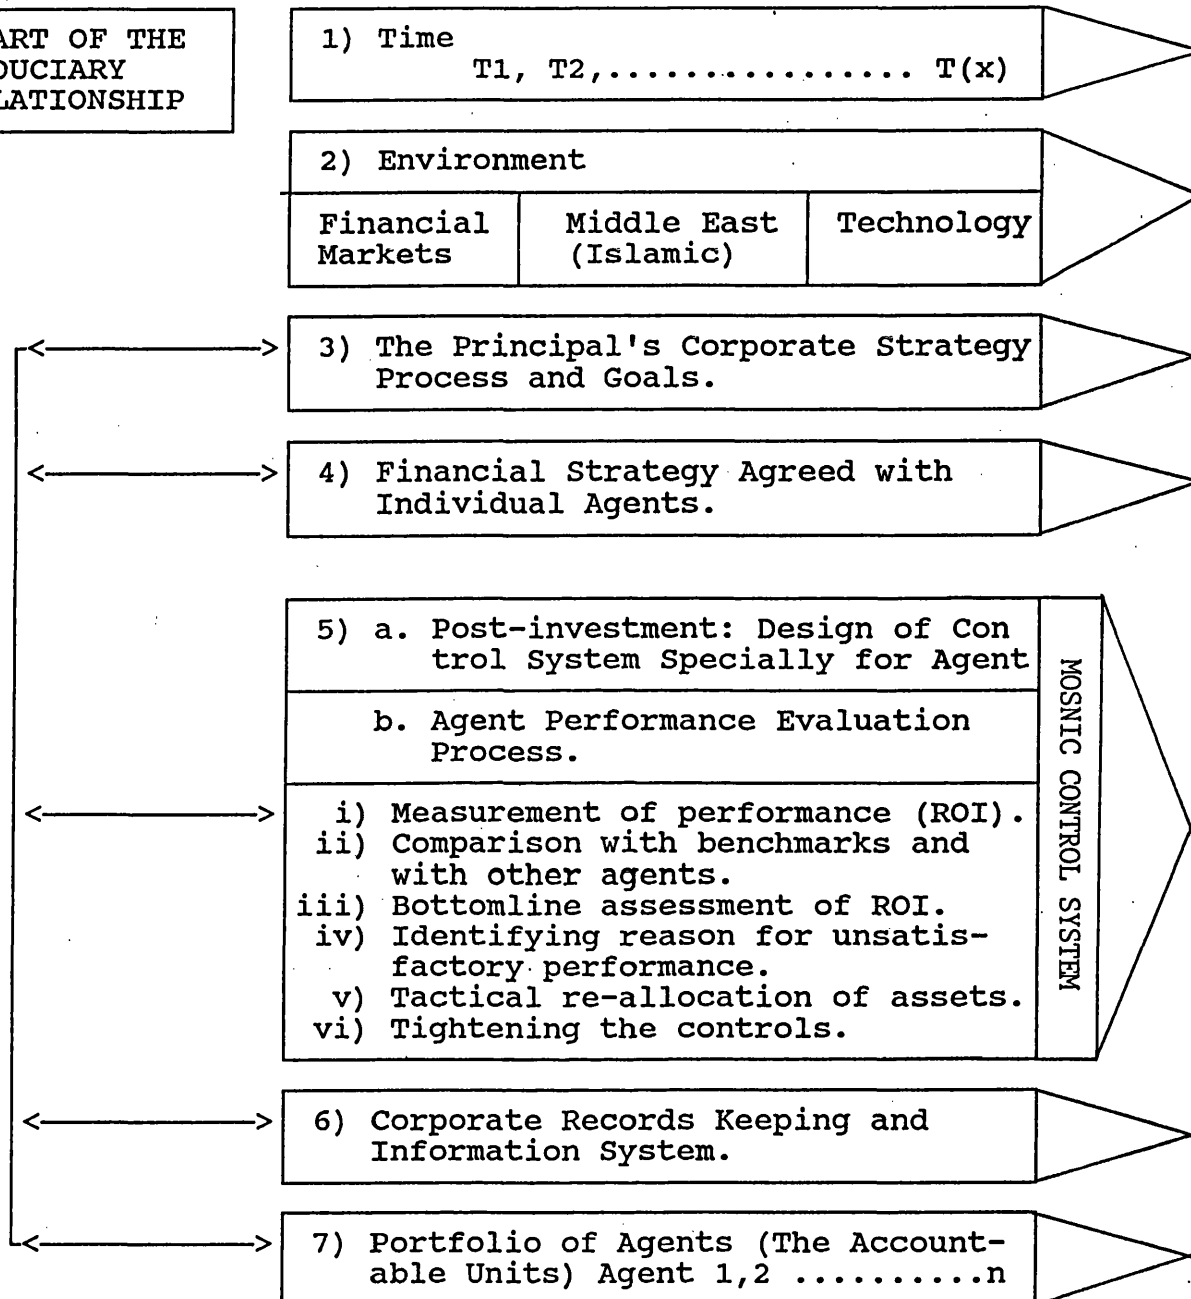 ART OF THE
DUCIARY
LATIONSHIP
1) Time
T1, T2,................. T(x)
2) Environment
Financial Markets
Middle East (Islamic)
Technology
3) The Principal's Corporate Strategy
Process and Goals.
4) Financial Strategy Agreed with
Individual Agents.
5) a. Post-investment: Design of Con
trol System Specially for Agent
b. Agent Performance Evaluation
Process.
i) Measurement of performance (ROI).
ii) Comparison with benchmarks and
with other agents.
iii) Bottomline assessment of ROI.
iv) Identifying reason for unsatis-
factory performance.
v) Tactical re-allocation of assets.
vi) Tightening the controls.
MOSNIC CONTROL SYSTEM
6) Corporate Records Keeping and
Information System.
7) Portfolio of Agents (The Account-
able Units) Agent 1,2 ..........n